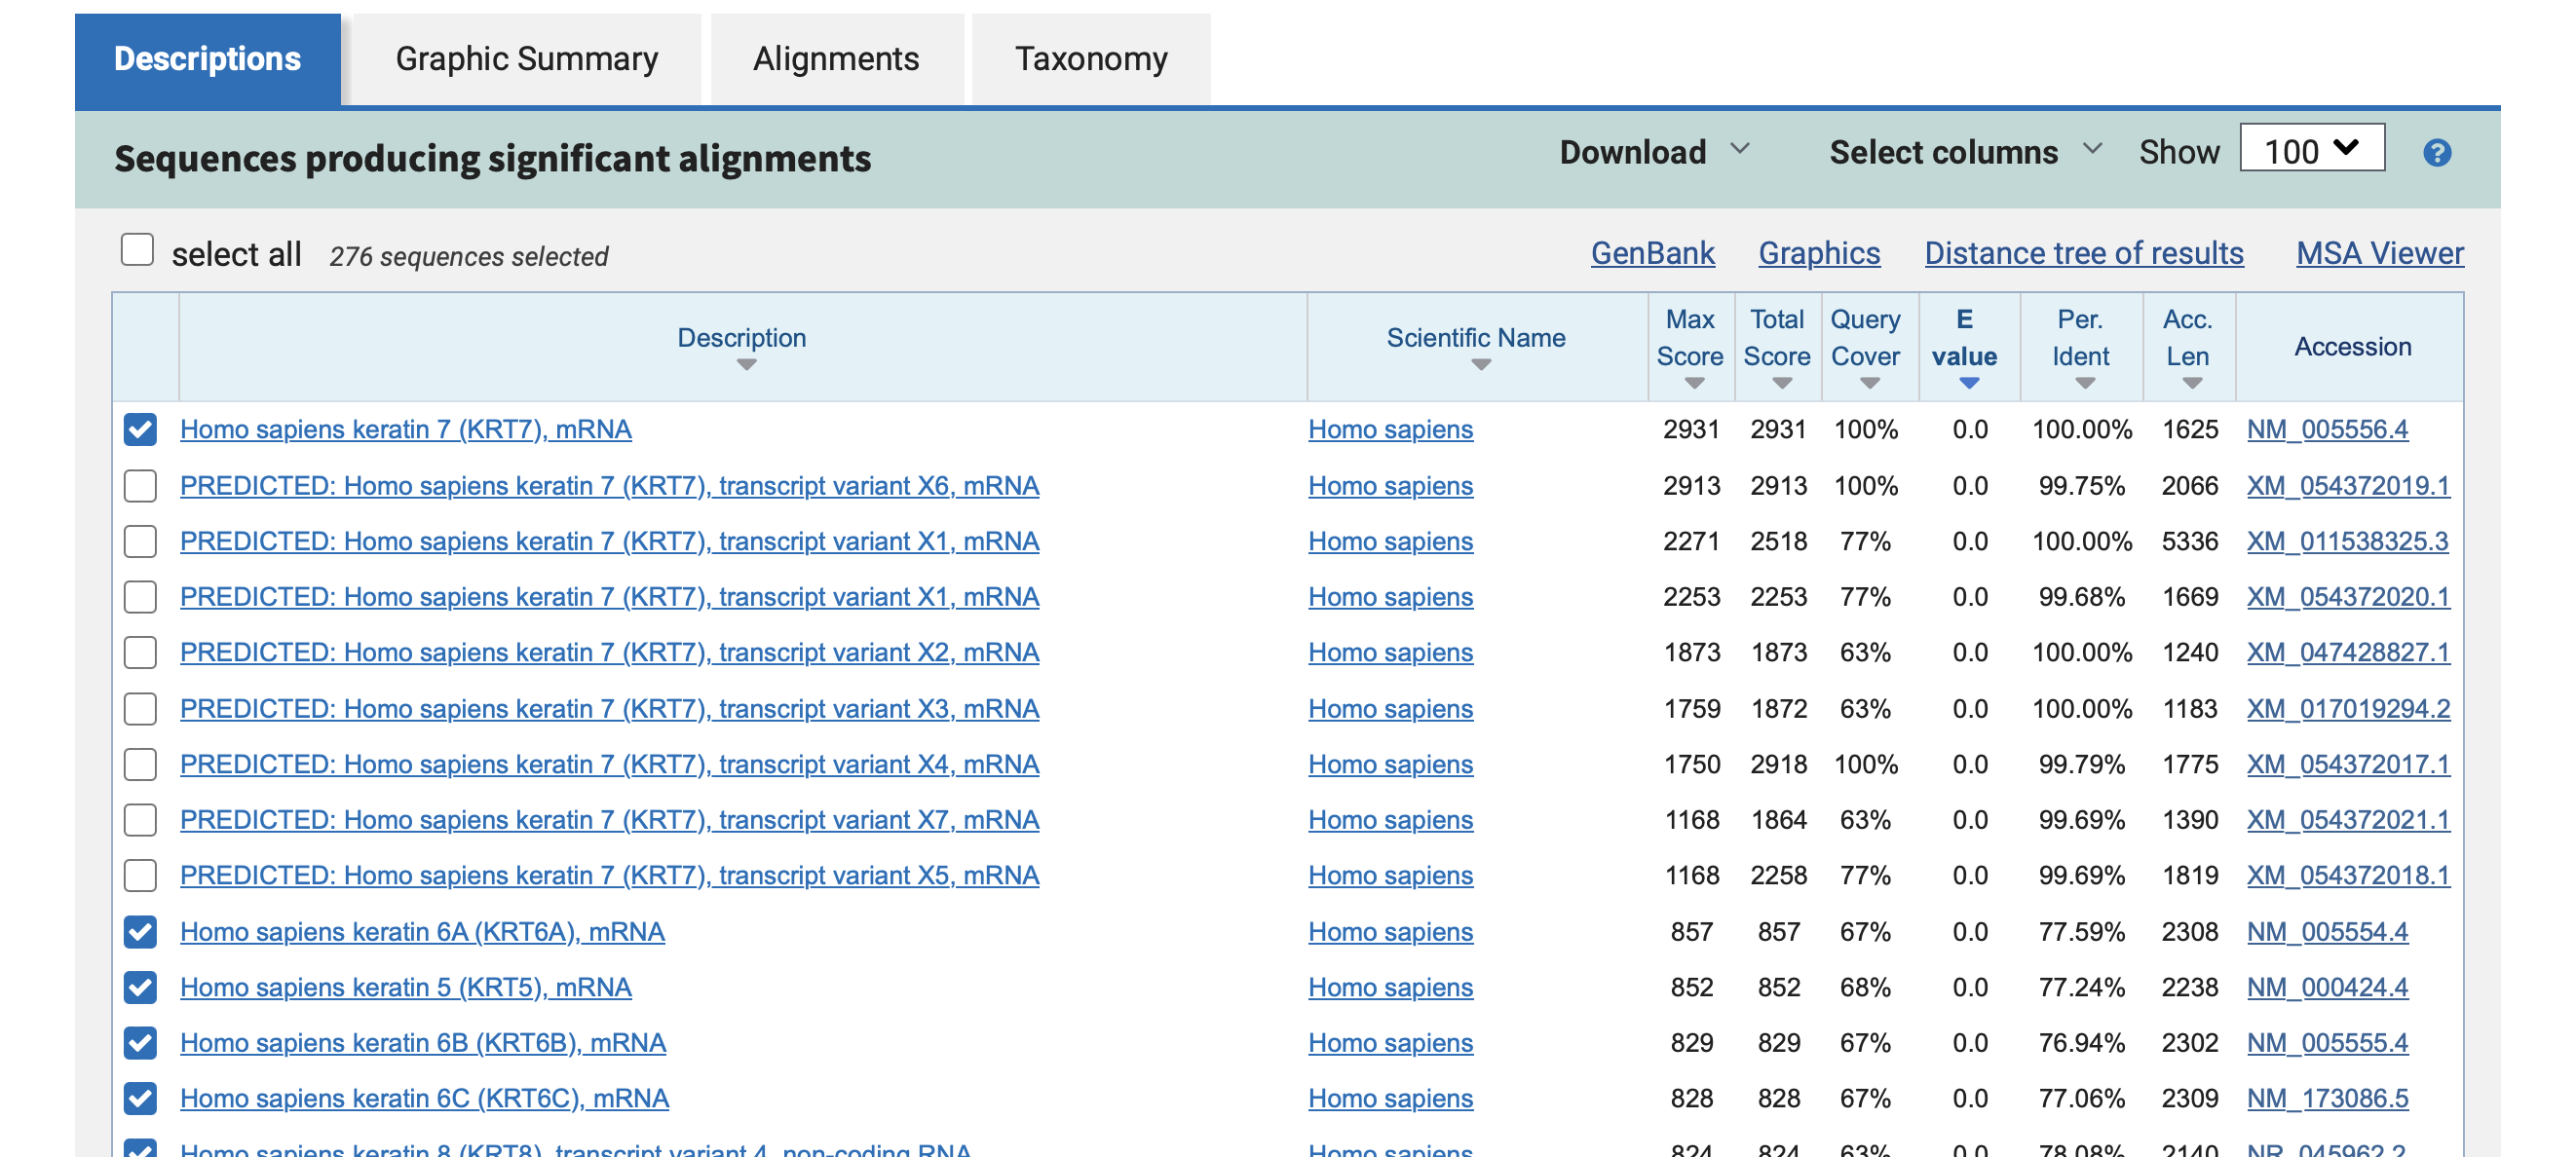 Descriptions Graphic Summary Alignments Taxonomy
Sequences producing significant alignments Download Select columns Show 100 ?
select all 276 sequences selected GenBank Graphics Distance tree of results MSA Viewer
Description Scientific Name Max Score Total Score Query Cover E value Per. Ident Acc. Len Accession
Homo sapiens keratin 7 (KRT7), mRNA Homo sapiens 2931 2931 100% 0.0 100.00% 1625 NM_005556.4
PREDICTED: Homo sapiens keratin 7 (KRT7), transcript variant X6, mRNA Homo sapiens 2913 2913 100% 0.0 99.75% 2066 XM_054372019.1
PREDICTED: Homo sapiens keratin 7 (KRT7), transcript variant X1, mRNA Homo sapiens 2271 2518 77% 0.0 100.00% 5336 XM_011538325.3
PREDICTED: Homo sapiens keratin 7 (KRT7), transcript variant X1, mRNA Homo sapiens 2253 2253 77% 0.0 99.68% 1669 XM_054372020.1
PREDICTED: Homo sapiens keratin 7 (KRT7), transcript variant X2, mRNA Homo sapiens 1873 1873 63% 0.0 100.00% 1240 XM_047428827.1
PREDICTED: Homo sapiens keratin 7 (KRT7), transcript variant X3, mRNA Homo sapiens 1759 1872 63% 0.0 100.00% 1183 XM_017019294.2
PREDICTED: Homo sapiens keratin 7 (KRT7), transcript variant X4, mRNA Homo sapiens 1750 2918 100% 0.0 99.79% 1775 XM_054372017.1
PREDICTED: Homo sapiens keratin 7 (KRT7), transcript variant X7, mRNA Homo sapiens 1168 1864 63% 0.0 99.69% 1390 XM_054372021.1
PREDICTED: Homo sapiens keratin 7 (KRT7), transcript variant X5, mRNA Homo sapiens 1168 2258 77% 0.0 99.69% 1819 XM_054372018.1
Homo sapiens keratin 6A (KRT6A), mRNA Homo sapiens 857 857 67% 0.0 77.59% 2308 NM_005554.4
Homo sapiens keratin 5 (KRT5), mRNA Homo sapiens 852 852 68% 0.0 77.24% 2238 NM_000424.4
Homo sapiens keratin 6B (KRT6B), mRNA Homo sapiens 829 829 67% 0.0 76.94% 2302 NM_005555.4
Homo sapiens keratin 6C (KRT6C), mRNA Homo sapiens 828 828 67% 0.0 77.06% 2309 NM_173086.5
Homo sapiens keratin 8 (KRT8), transcript variant 4, non-coding RNA Homo sapiens 824 824 63% 0.0 78.08% 2140 NR_045962.2